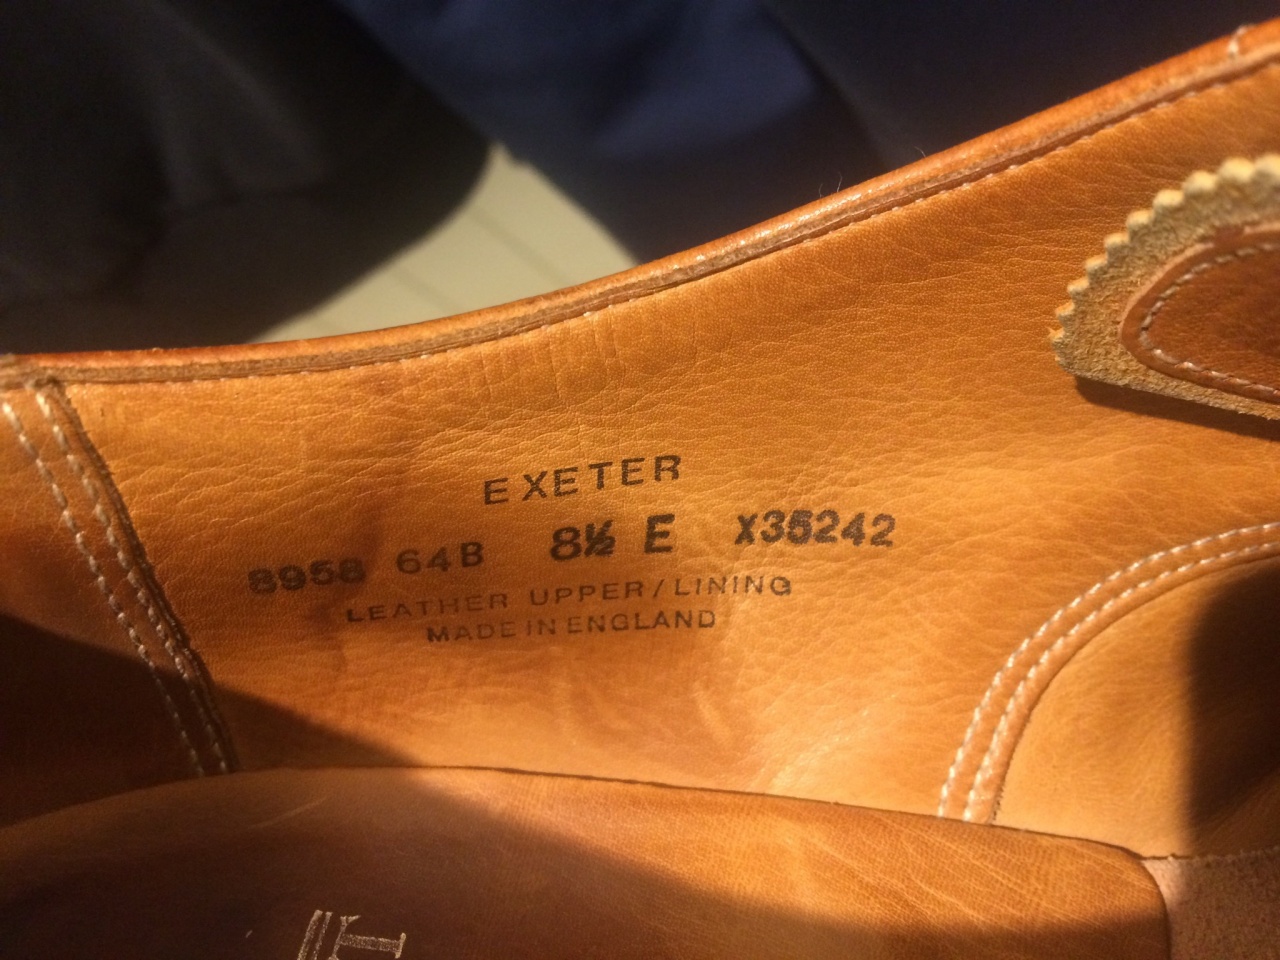 EXETER
8958 64B 8½ E X35242
LEATHER UPPER/LINING
MADE IN ENGLAND